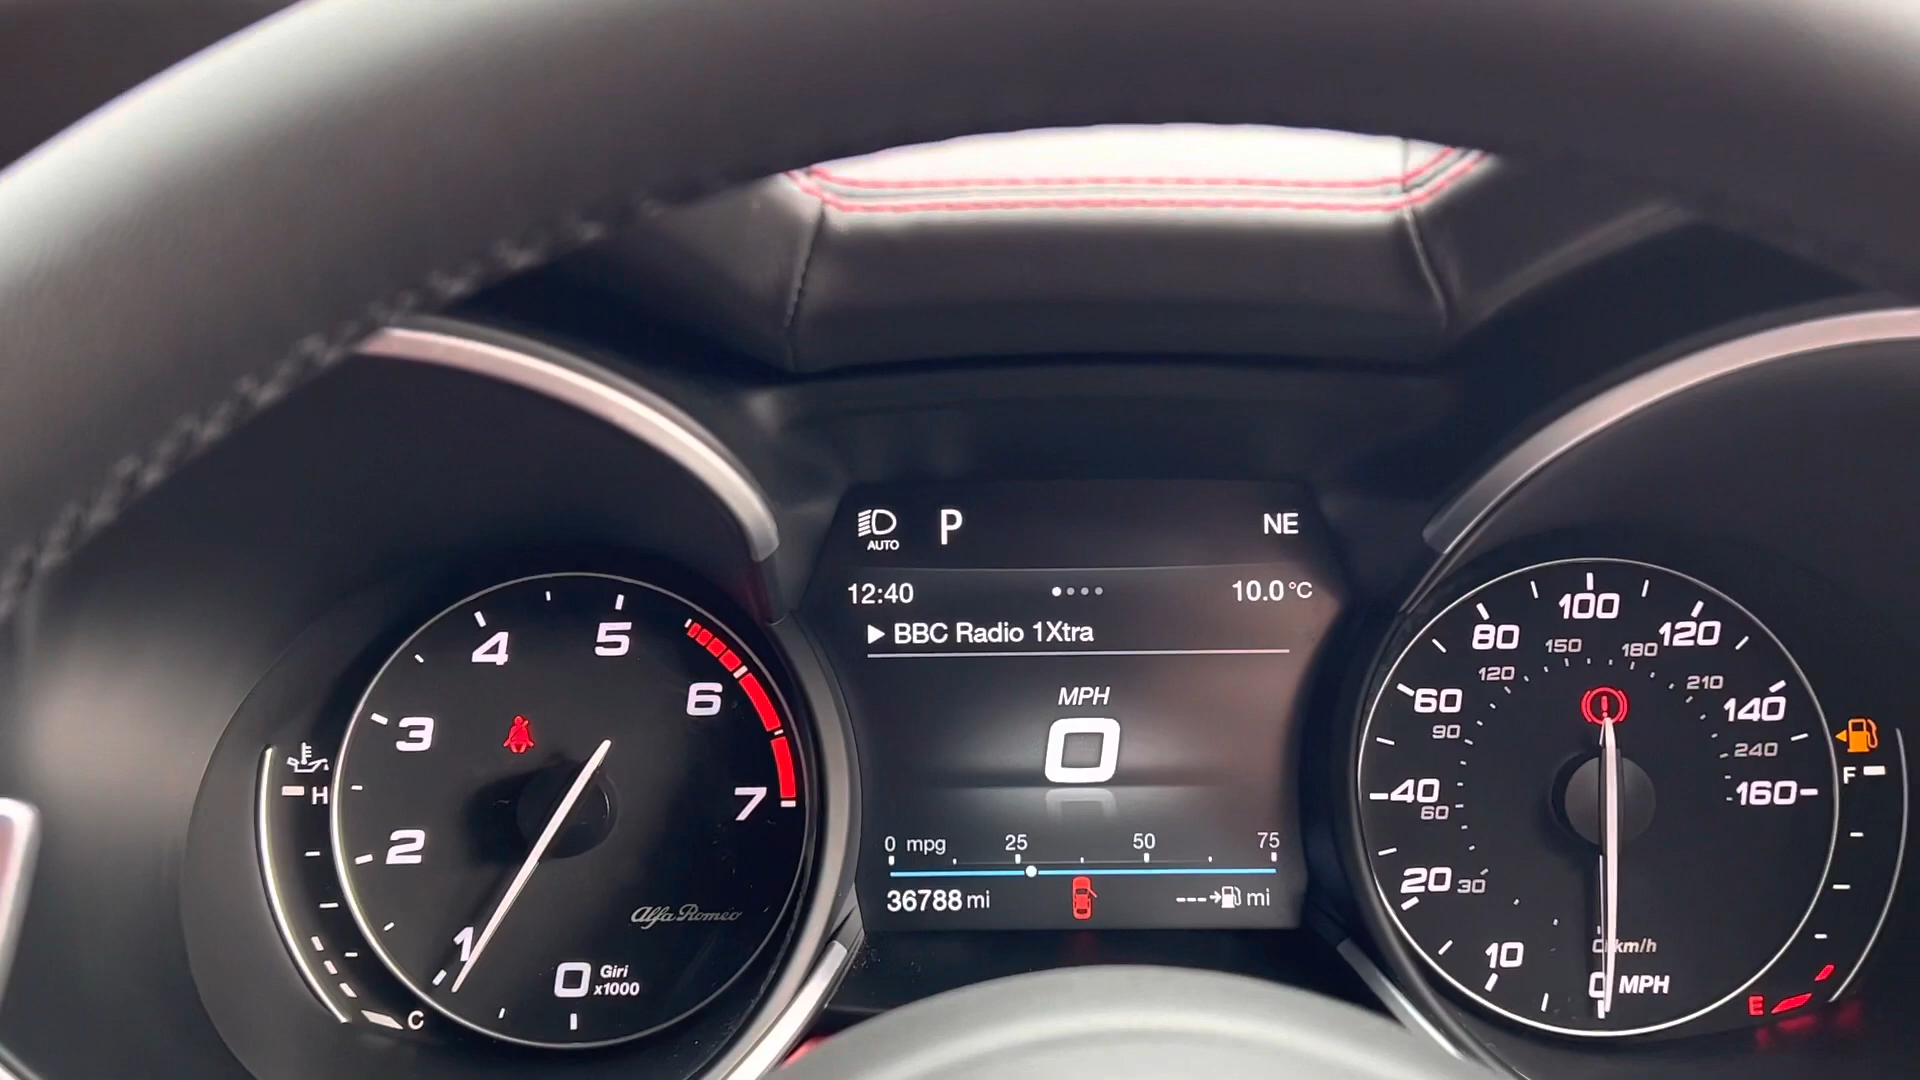 AUTO P NE
12:40 10.0°C
BBC Radio 1Xtra
MPH
0
0 mpg 25 50 75
36788 mi --- mi
1
2
3
4
5
6
7
Alfa Romeo
0 Giri x1000
H
C
10
20
40
60
80
100
120
140
160
30
60
90
120
150
180
210
240
km/h
0 MPH
F
E